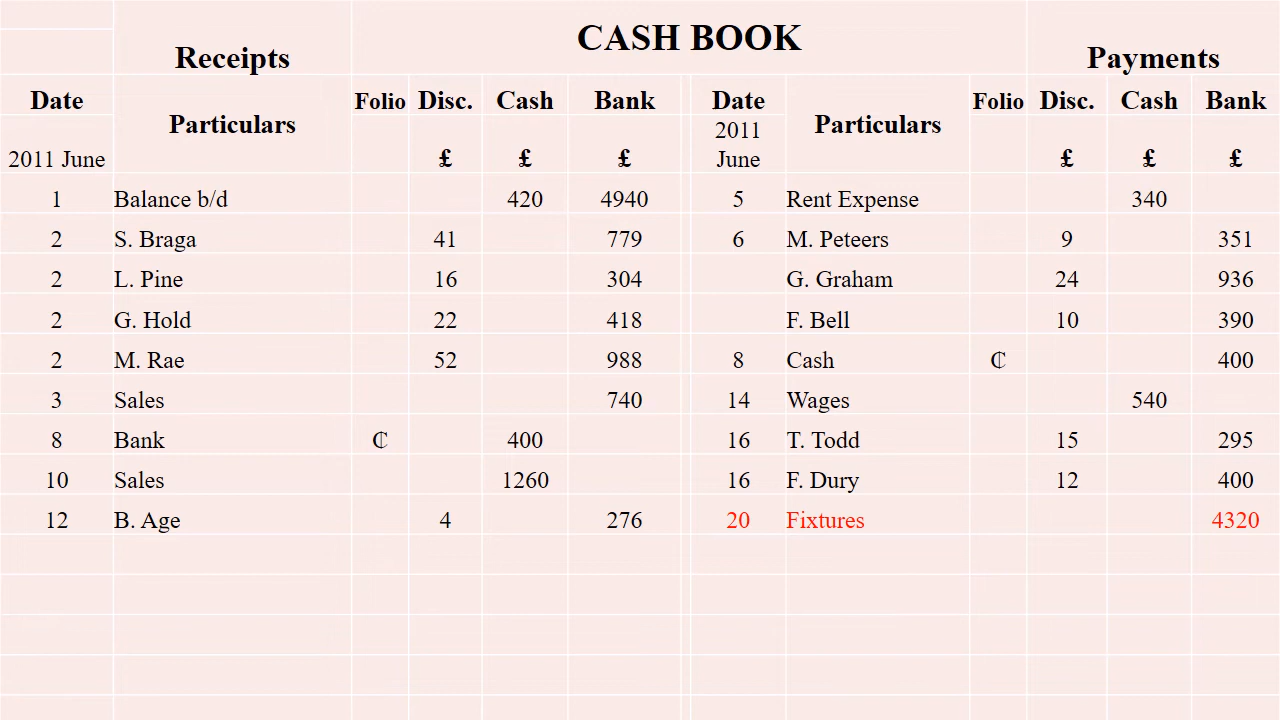 CASH BOOK
Receipts Payments
Date Particulars Folio Disc. Cash Bank Date Particulars Folio Disc. Cash Bank
2011 June £ £ £ 2011 June £ £ £
1 Balance b/d 420 4940 5 Rent Expense 340
2 S. Braga 41 779 6 M. Peteers 9 351
2 L. Pine 16 304 G. Graham 24 936
2 G. Hold 22 418 F. Bell 10 390
2 M. Rae 52 988 8 Cash ₵ 400
3 Sales 740 14 Wages 540
8 Bank ₵ 400 16 T. Todd 15 295
10 Sales 1260 16 F. Dury 12 400
12 B. Age 4 276 20 Fixtures 4320